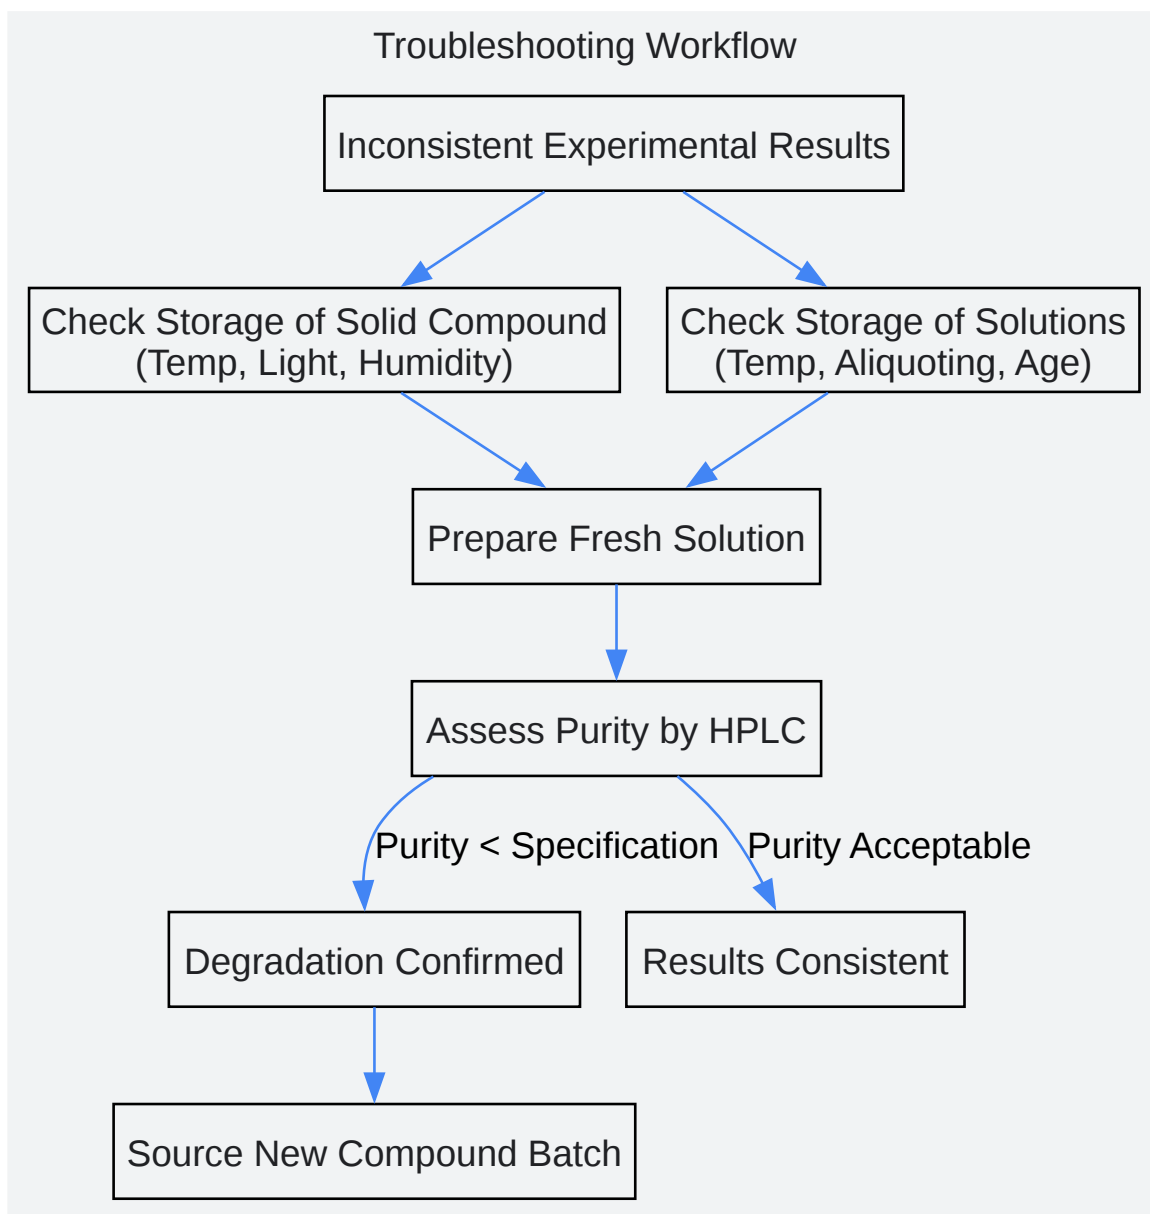 Troubleshooting Workflow
Inconsistent Experimental Results
Check Storage of Solid Compound
(Temp, Light, Humidity)
Check Storage of Solutions
(Temp, Aliquoting, Age)
Prepare Fresh Solution
Assess Purity by HPLC
Purity < Specification
Purity Acceptable
Degradation Confirmed
Results Consistent
Source New Compound Batch